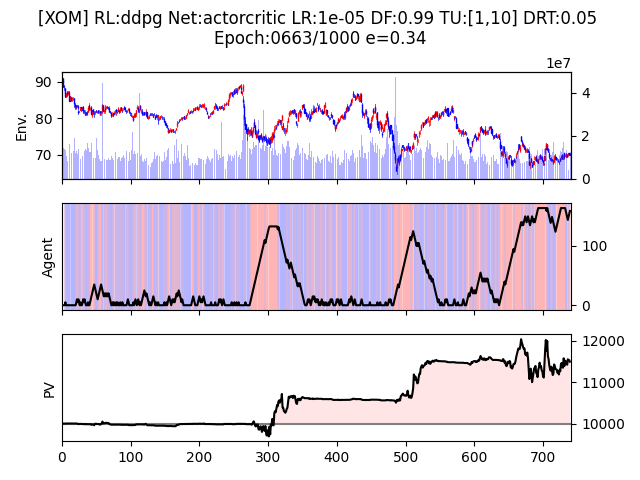 [XOM] RL:ddpg Net:actorcritic LR:1e-05 DF:0.99 TU:[1,10] DRT:0.05
Epoch:0663/1000 e=0.34
1e7
90
80
70
Env.
4
2
0
Agent
100
0
PV
12000
11000
10000
0 100 200 300 400 500 600 700